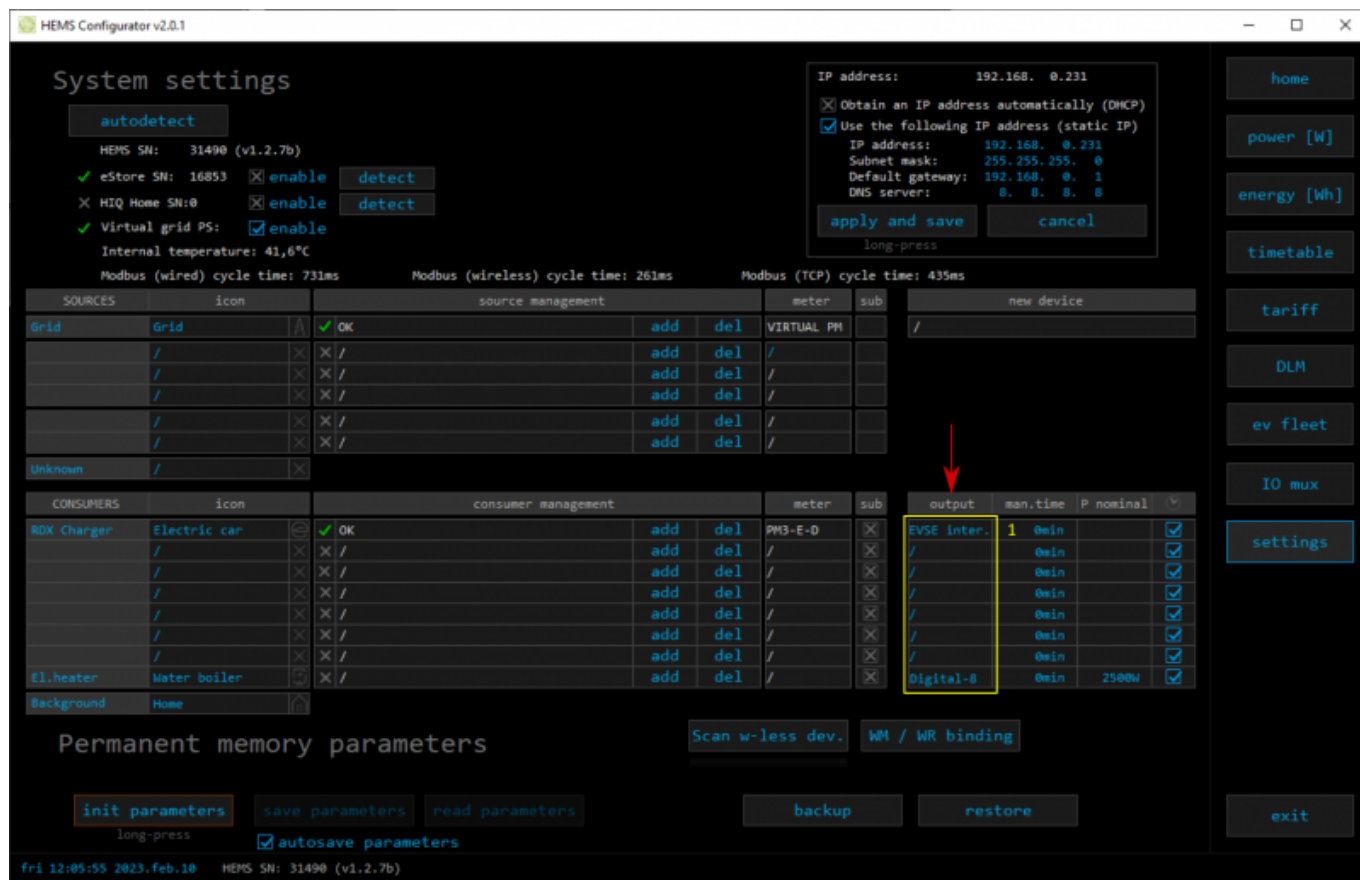 HEMS Configurator v2.0.1
System settings
autodetect
HEMS SN: 31490 (v1.2.7b)
eStore SN: 16853 enable detect
HIQ Home SN:0 enable detect
Virtual grid PS: enable
Internal temperature: 41,6°C
Modbus (wired) cycle time: 731ms Modbus (wireless) cycle time: 261ms Modbus (TCP) cycle time: 435ms
IP address: 192.168. 0.231
Obtain an IP address automatically (DHCP)
Use the following IP address (static IP)
IP address: 192.168. 0.231
Subnet mask: 255.255.255. 0
Default gateway: 192.168. 0. 1
DNS server: 8. 8. 8. 8
apply and save cancel
long-press
SOURCES icon source management meter sub new device
Grid Grid OK add del VIRTUAL PM /
/ / add del /
/ / add del /
/ / add del /
/ / add del /
/ / add del /
Unknown /
CONSUMERS icon consumer management meter sub output man.time P nominal
RDX Charger Electric car OK add del PM3-E-D EVSE inter. 1 0min
/ / add del / / 0min
/ / add del / / 0min
/ / add del / / 0min
/ / add del / / 0min
/ / add del / / 0min
/ / add del / / 0min
El.heater Water boiler / add del / Digital-8 0min 2500W
Background Home
Permanent memory parameters
Scan w-less dev. WM / WR binding
init parameters save parameters read parameters backup restore
long-press
autosave parameters
fri 12:05:55 2023.feb.10 HEMS SN: 31490 (v1.2.7b)
home
power [W]
energy [Wh]
timetable
tariff
DLM
ev fleet
IO mux
settings
exit